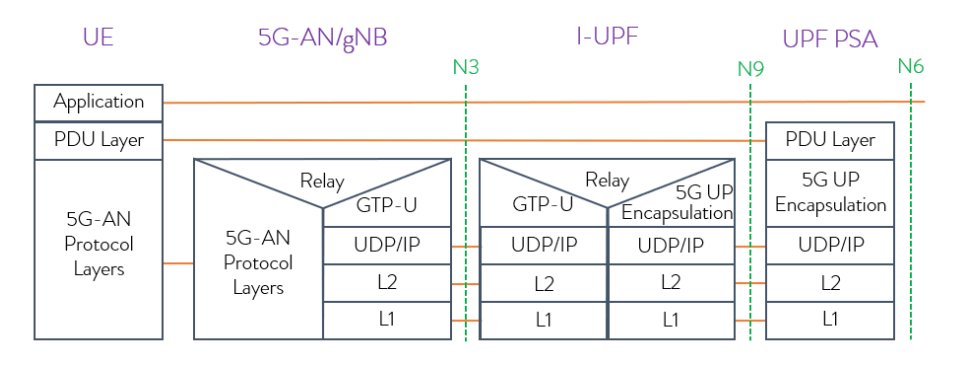 UE
5G-AN/gNB
I-UPF
UPF PSA
N3
N9
N6
Application
PDU Layer
PDU Layer
5G-AN
Protocol
Layers
Relay
GTP-U
5G-AN
Protocol
Layers
UDP/IP
L2
L1
Relay
GTP-U
5G UP
Encapsulation
UDP/IP
UDP/IP
L2
L2
L1
L1
5G UP
Encapsulation
UDP/IP
L2
L1